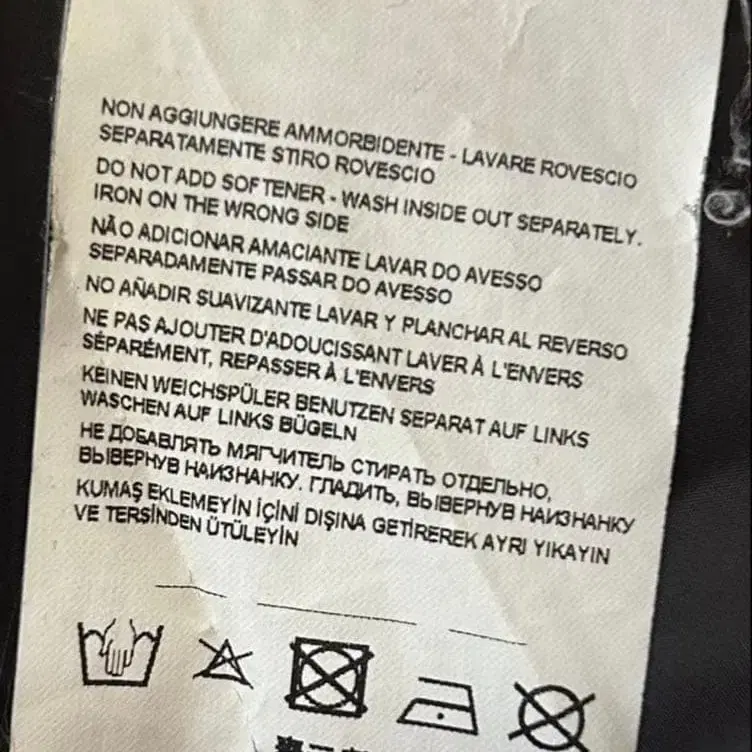 NON AGGIUNGERE AMMORBIDENTE - LAVARE ROVESCIO
SEPARATAMENTE STIRO ROVESCIO
DO NOT ADD SOFTENER - WASH INSIDE OUT SEPARATELY.
IRON ON THE WRONG SIDE
NÃO ADICIONAR AMACIANTE LAVAR DO AVESSO
SEPARADAMENTE PASSAR DO AVESSO
NO AÑADIR SUAVIZANTE LAVAR Y PLANCHAR AL REVERSO
NE PAS AJOUTER D'ADOUCISSANT LAVER À L'ENVERS
SÉPARÉMENT, REPASSER À L'ENVERS
KEINEN WEICHSPÜLER BENUTZEN SEPARAT AUF LINKS
WASCHEN AUF LINKS BÜGELN
НЕ ДОБАВЛЯТЬ МЯГЧИТЕЛЬ СТИРАТЬ ОТДЕЛЬНО,
ВЫВЕРНУВ НАИЗНАНКУ. ГЛАДИТЬ, ВЫВЕРНУВ НАИЗНАНКУ
KUMAŞ EKLEMEYİN İÇİNİ DIŞINA GETİREREK AYRI YIKAYIN
VE TERSİNDEN ÜTÜLEYİN